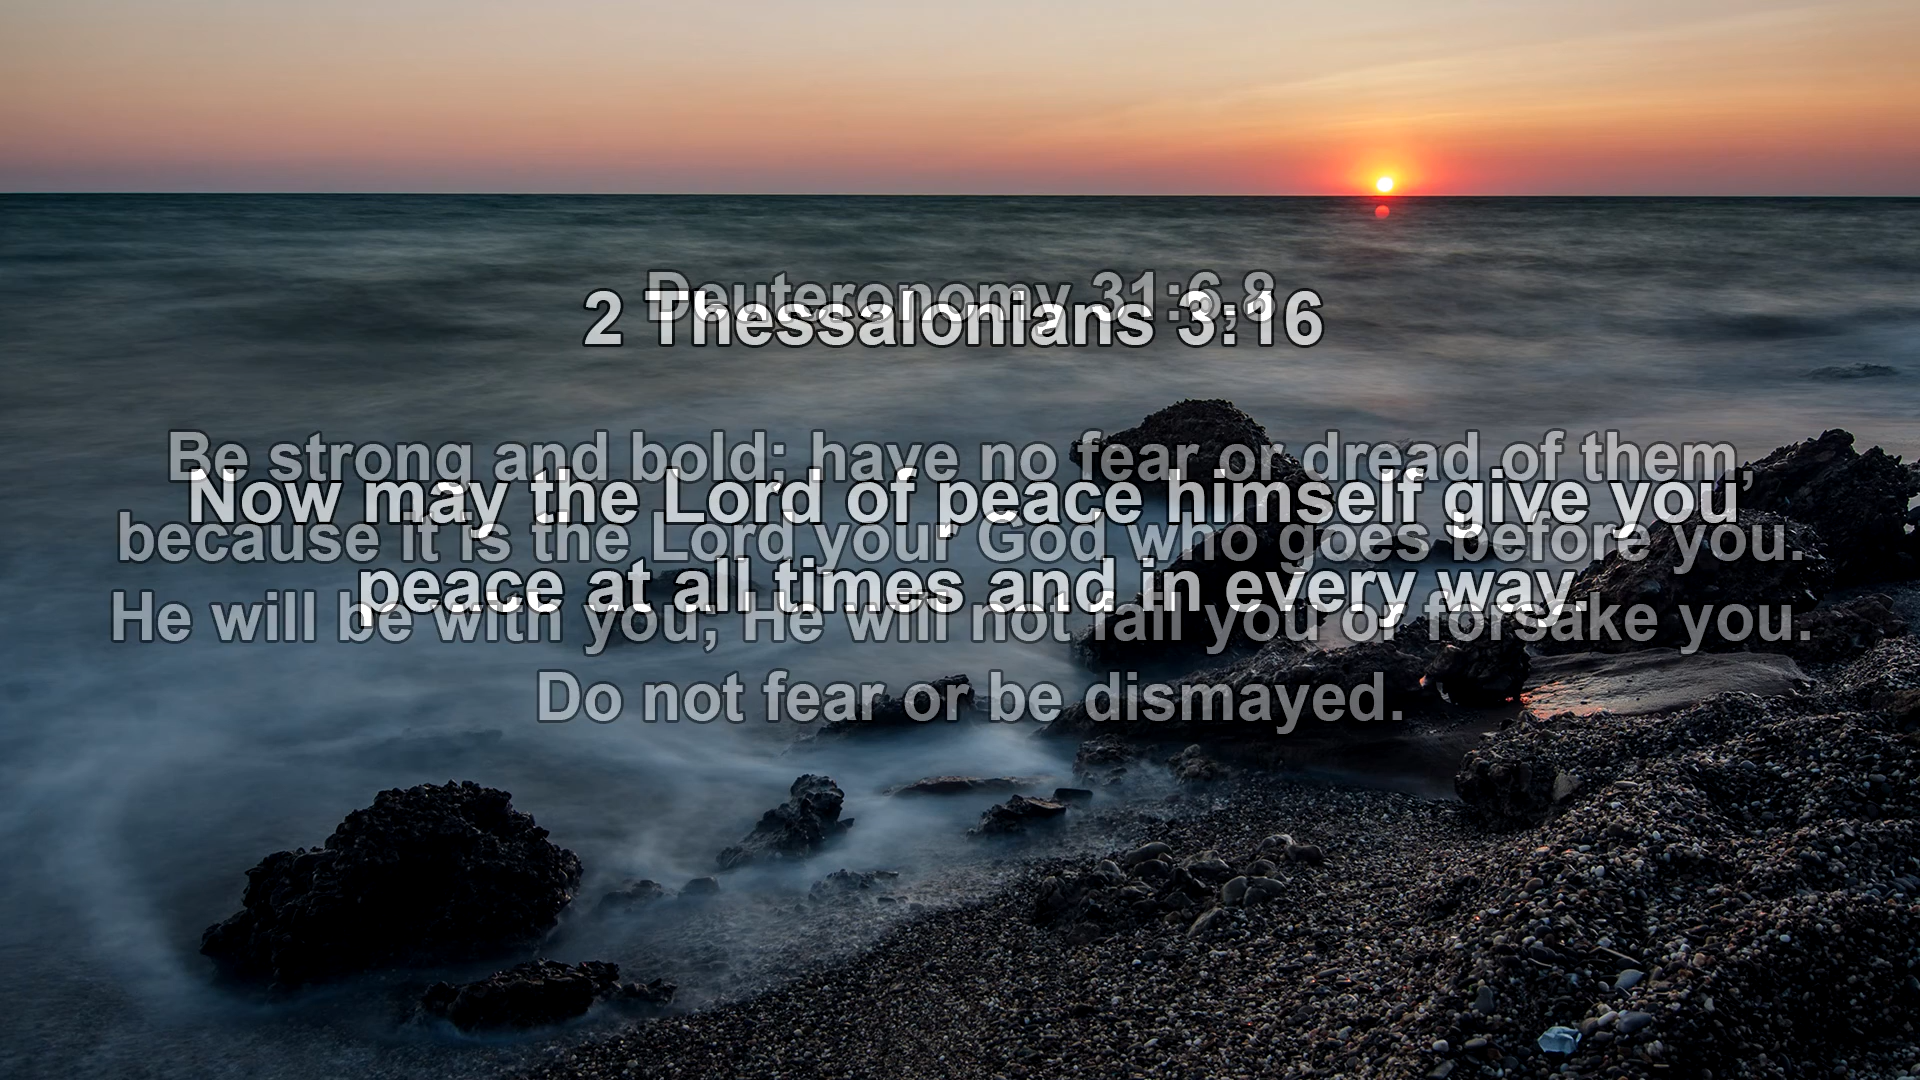 Deuteronomy 31:6,8
2 Thessalonians 3:16
Be strong and bold; have no fear or dread of them,
Now may the Lord of peace himself give you
because it is the Lord your God who goes before you.
peace at all times and in every way.
He will be with you; He will not fail you or forsake you.
Do not fear or be dismayed.